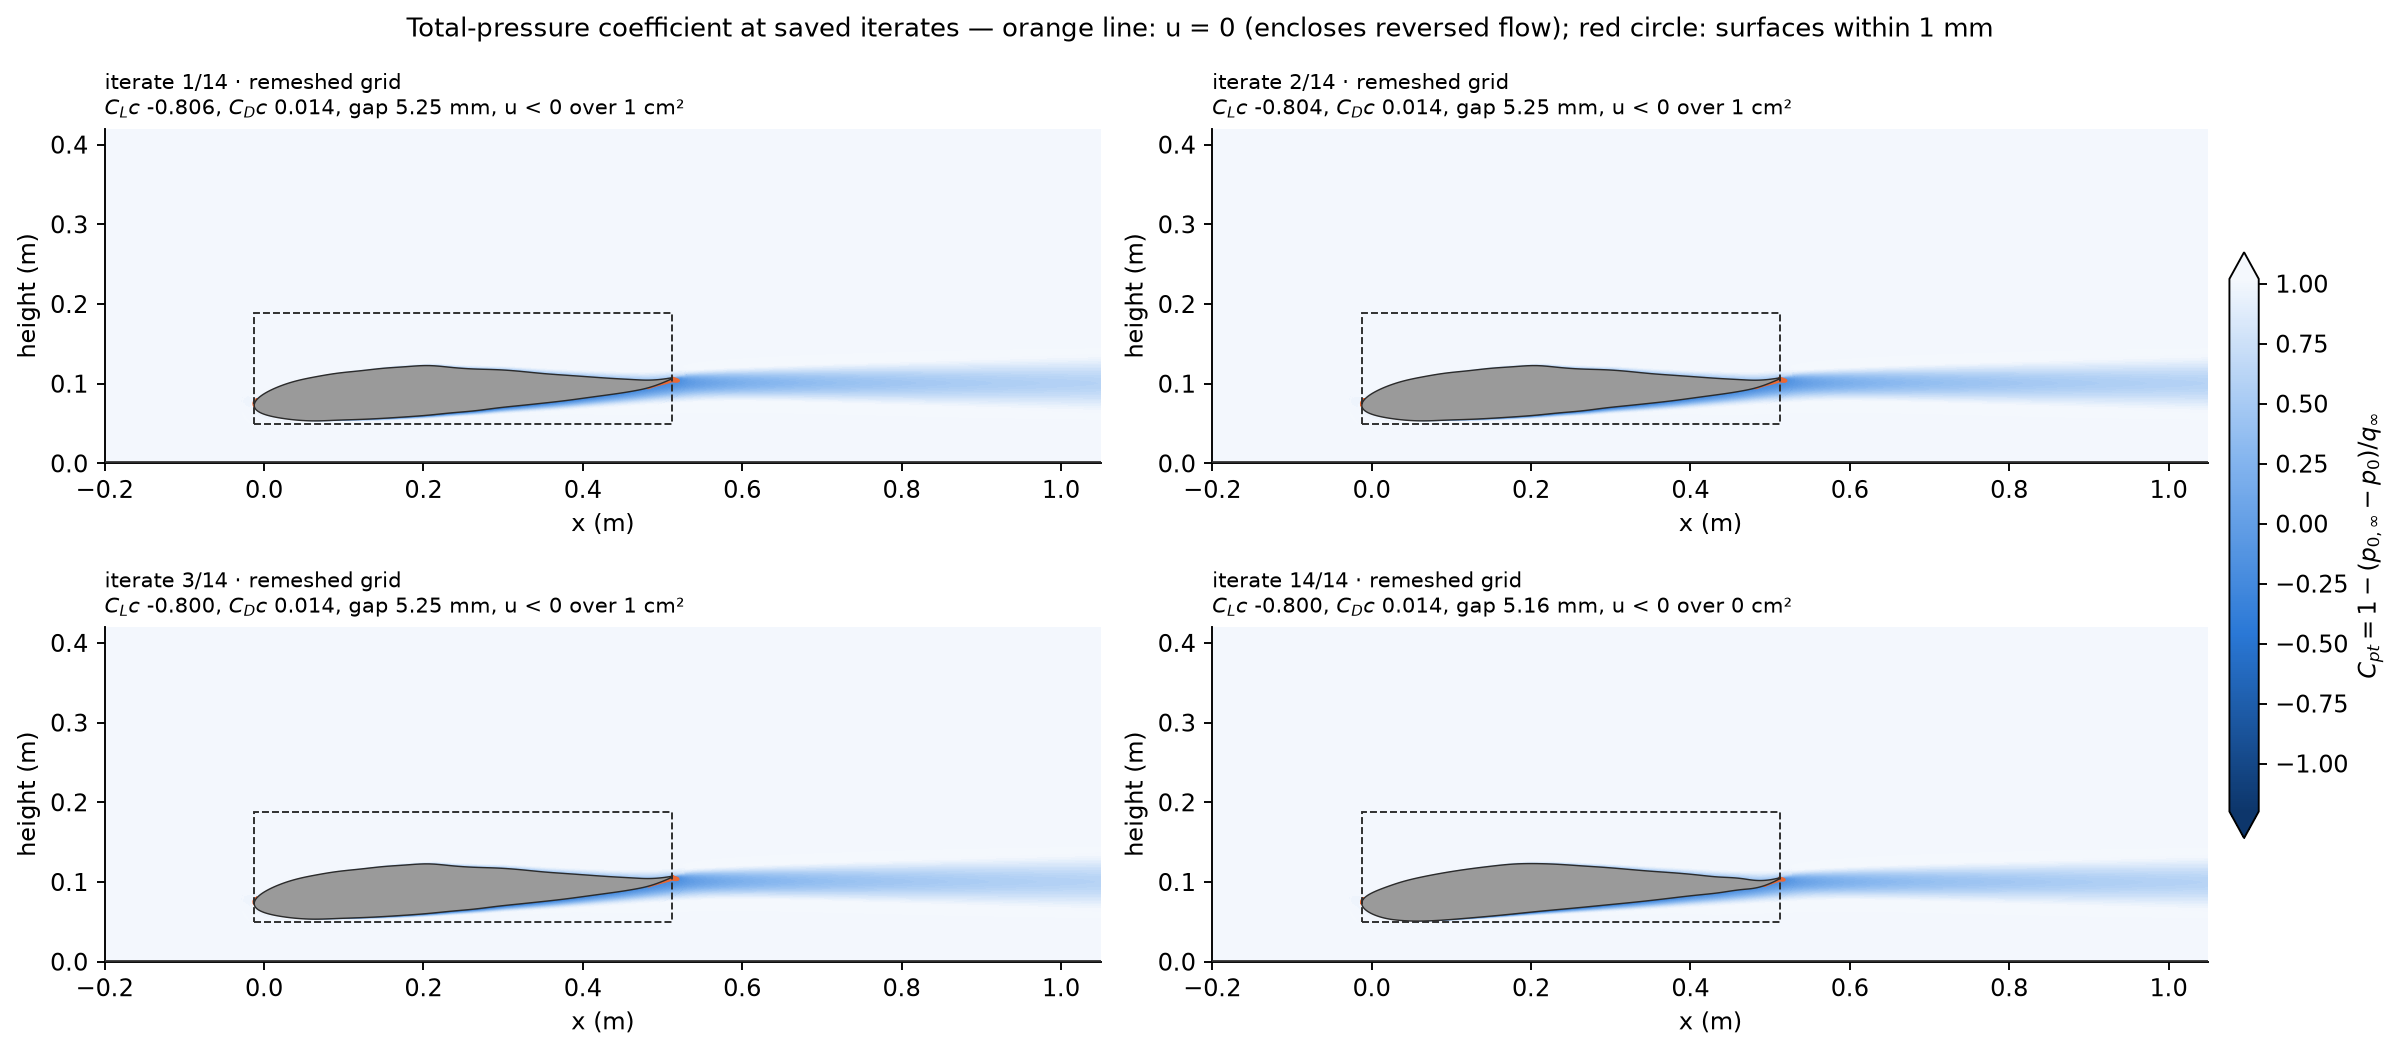 Total-pressure coefficient at saved iterates — orange line: u = 0 (encloses reversed flow); red circle: surfaces within 1 mm
iterate 1/14 · remeshed grid
C_Lc -0.806, C_Dc 0.014, gap 5.25 mm, u < 0 over 1 cm²
0.4
0.3
0.2
0.1
0.0
height (m)
−0.2 0.0 0.2 0.4 0.6 0.8 1.0
x (m)
iterate 2/14 · remeshed grid
C_Lc -0.804, C_Dc 0.014, gap 5.25 mm, u < 0 over 1 cm²
0.4
0.3
0.2
0.1
0.0
height (m)
−0.2 0.0 0.2 0.4 0.6 0.8 1.0
x (m)
iterate 3/14 · remeshed grid
C_Lc -0.800, C_Dc 0.014, gap 5.25 mm, u < 0 over 1 cm²
0.4
0.3
0.2
0.1
0.0
height (m)
−0.2 0.0 0.2 0.4 0.6 0.8 1.0
x (m)
iterate 14/14 · remeshed grid
C_Lc -0.800, C_Dc 0.014, gap 5.16 mm, u < 0 over 0 cm²
0.4
0.3
0.2
0.1
0.0
height (m)
−0.2 0.0 0.2 0.4 0.6 0.8 1.0
x (m)
1.00
0.75
0.50
0.25
0.00
−0.25
−0.50
−0.75
−1.00
C_pt = 1 − (p_0,∞ − p_0)/q_∞